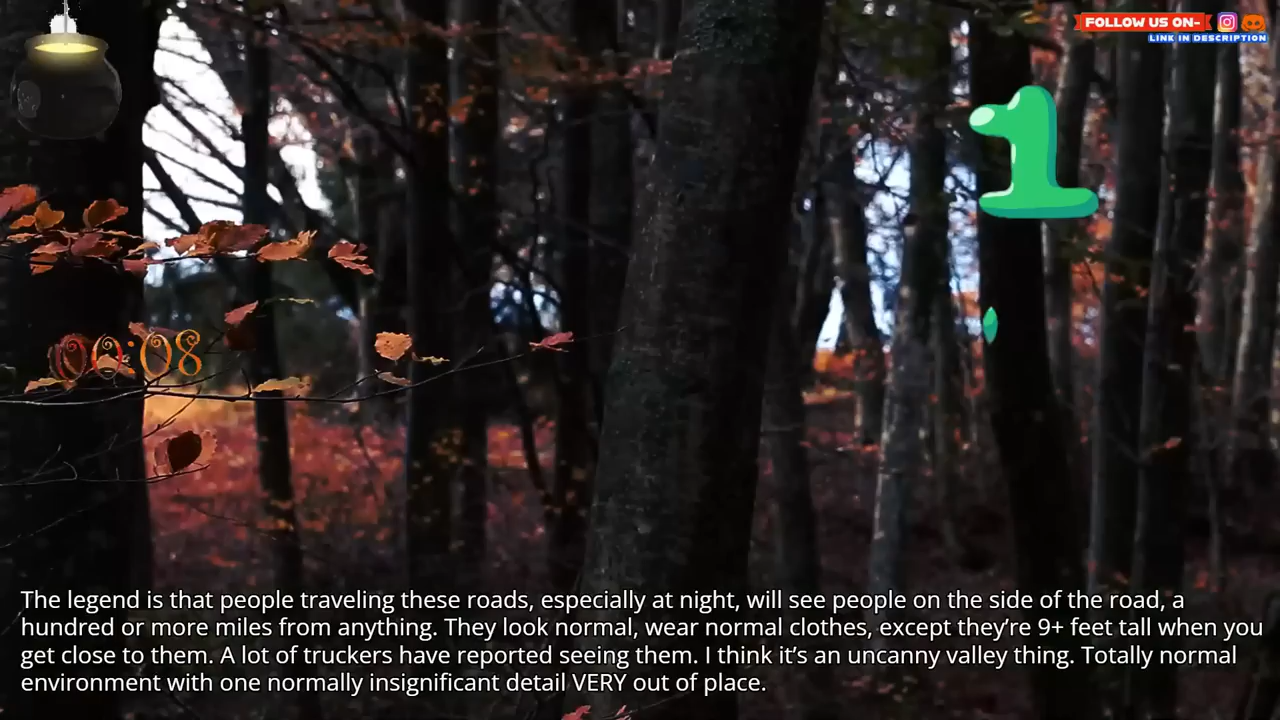 FOLLOW US ON-
LINK IN DESCRIPTION
1
00:08
The legend is that people traveling these roads, especially at night, will see people on the side of the road, a
hundred or more miles from anything. They look normal, wear normal clothes, except they’re 9+ feet tall when you
get close to them. A lot of truckers have reported seeing them. I think it’s an uncanny valley thing. Totally normal
environment with one normally insignificant detail VERY out of place.